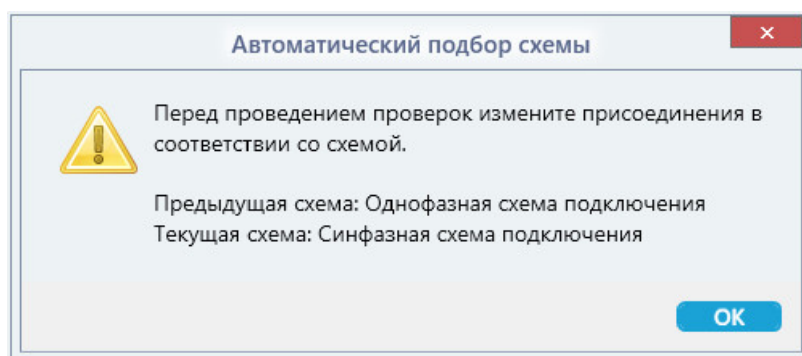 Автоматический подбор схемы
Перед проведением проверок измените присоединения в
соответствии со схемой.
Предыдущая схема: Однофазная схема подключения
Текущая схема: Синфазная схема подключения
OK